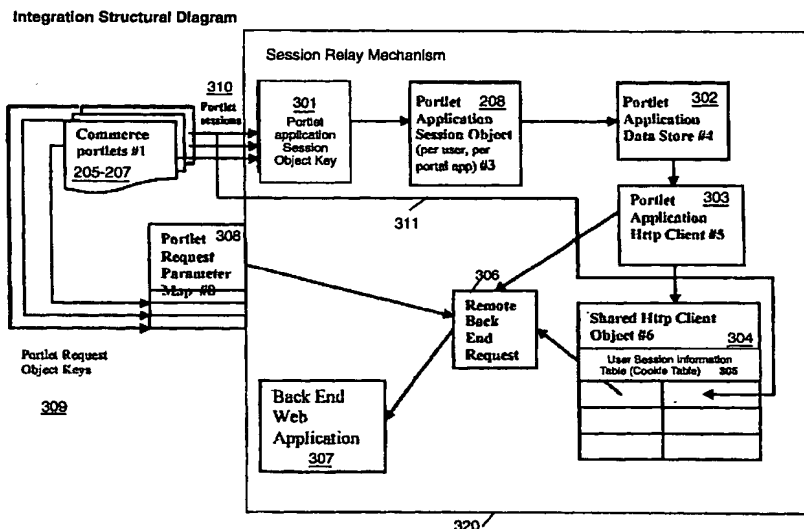 Integration Structural Diagram
Session Relay Mechanism
310
Portlet
sessions
Commerce
portlets #1
205-207
301
Portlet
application
Session
Object Key
Portlet 208
Application
Session Object
(per user, per
portal app) #3
Portlet 302
Application
Data Store #4
311
Portlet 303
Application
Http Client #5
Portlet 308
Request
Parameter
Map #8
306
Remote
Back
End
Request
Shared Http Client
Object #6 304
User Session Information
Table (Cookie Table) 305
Portlet Request
Object Keys
309
Back End
Web
Application
307
320